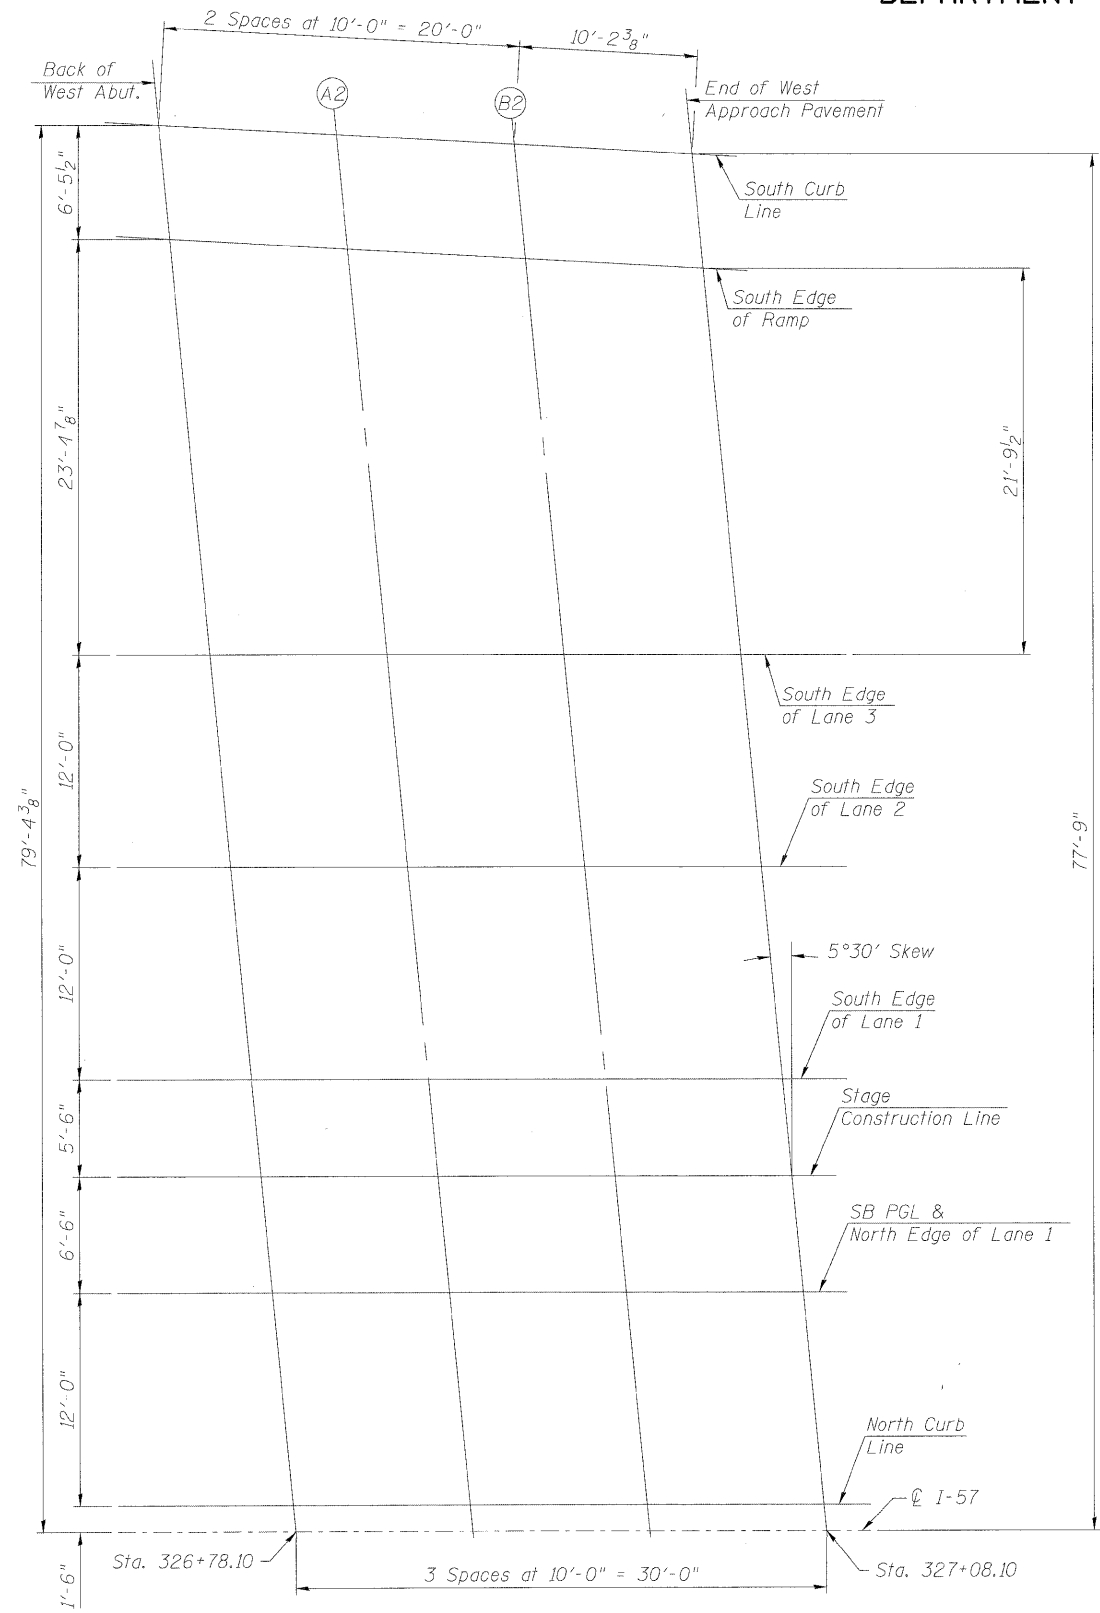 DEPARTMENT
2 Spaces at 10'-0" = 20'-0"
10'-2 3/8"
Back of
West Abut.
A2
B2
End of West
Approach Pavement
6'-5 1/2"
South Curb
Line
South Edge
of Ramp
23'-4 7/8"
21'-9 1/2"
South Edge
of Lane 3
12'-0"
79'-4 3/8"
South Edge
of Lane 2
77'-9"
12'-0"
5°30' Skew
South Edge
of Lane 1
5'-6"
Stage
Construction Line
6'-6"
SB PGL &
North Edge of Lane 1
12'-0"
North Curb
Line
℄ I-57
Sta. 326+78.10
3 Spaces at 10'-0" = 30'-0"
Sta. 327+08.10
1'-6"